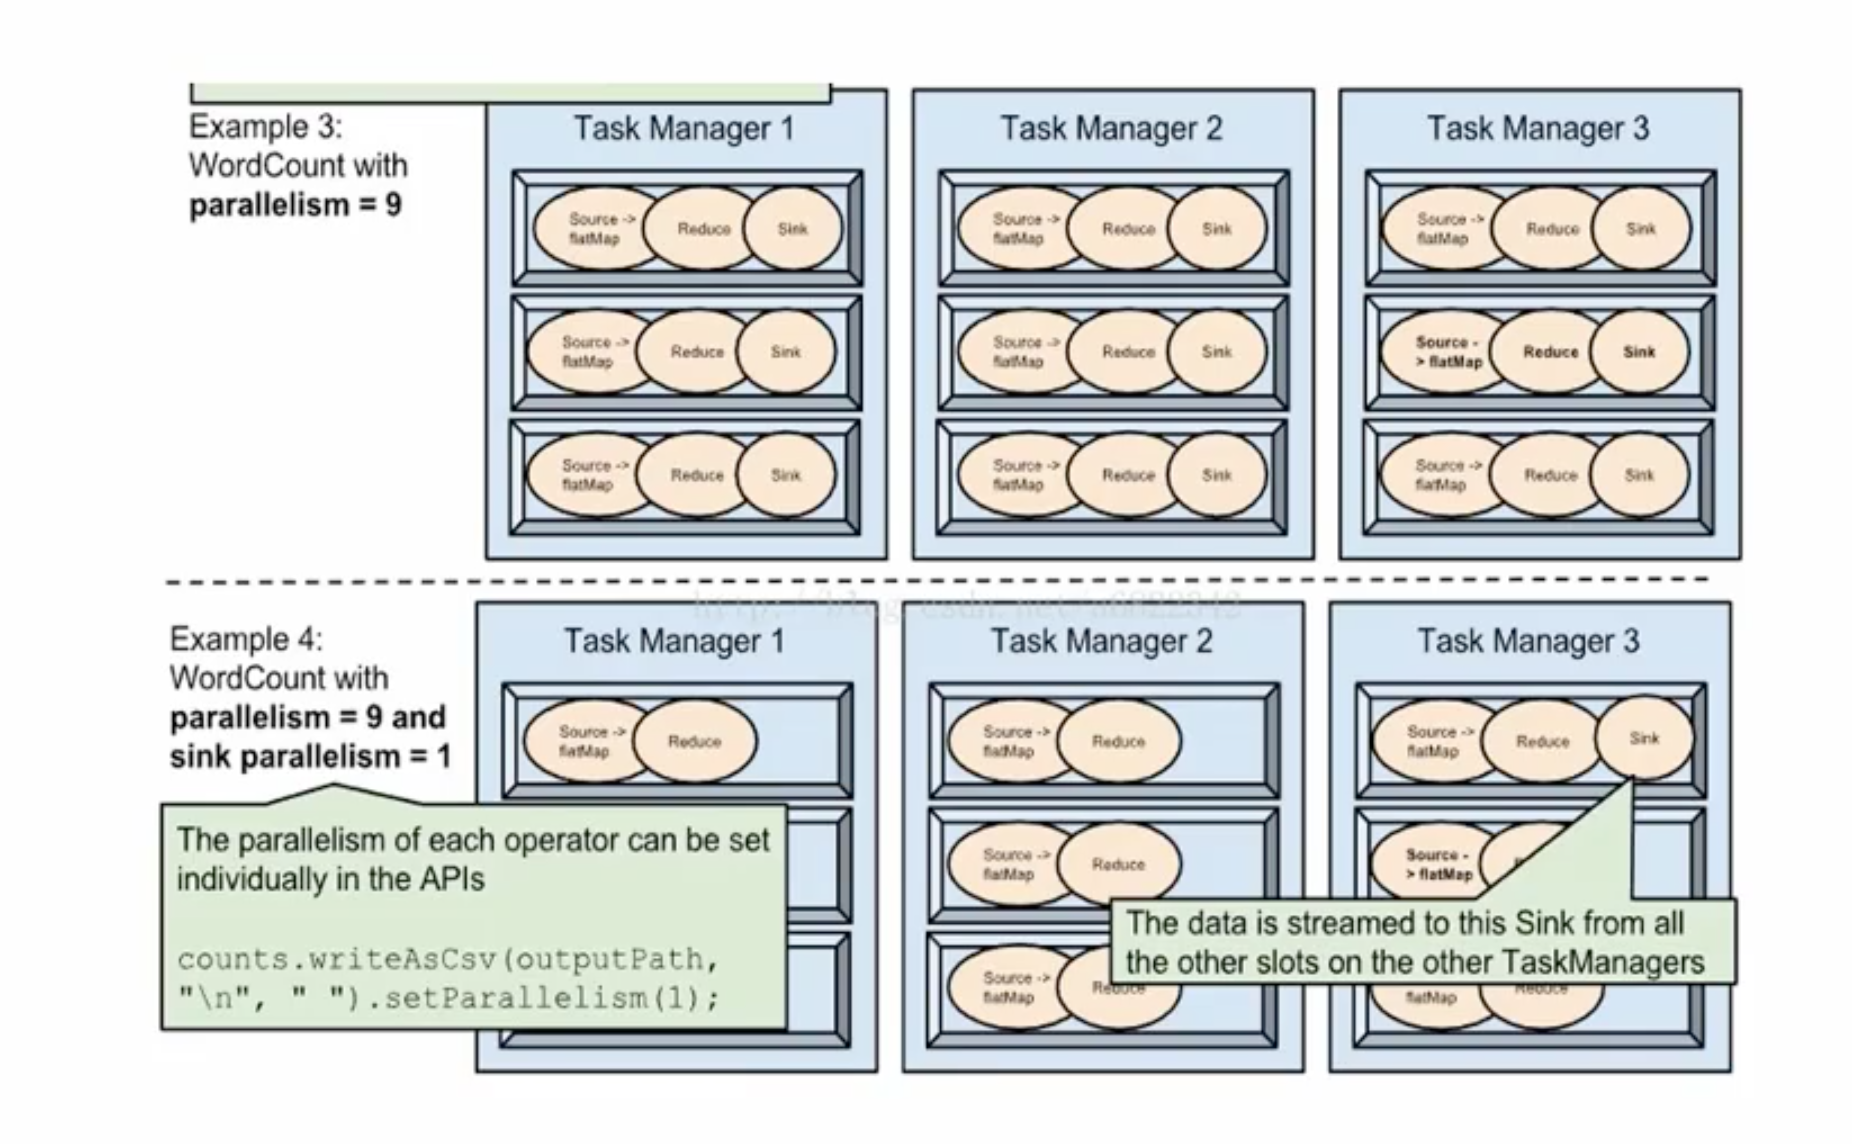 Example 3:
WordCount with
parallelism = 9
Task Manager 1
Source ->
flatMap
Reduce
Sink
Source ->
flatMap
Reduce
Sink
Source ->
flatMap
Reduce
Sink
Task Manager 2
Source ->
flatMap
Reduce
Sink
Source ->
flatMap
Reduce
Sink
Source ->
flatMap
Reduce
Sink
Task Manager 3
Source ->
flatMap
Reduce
Sink
Source -
> flatMap
Reduce
Sink
Source ->
flatMap
Reduce
Sink
Example 4:
WordCount with
parallelism = 9 and
sink parallelism = 1
The parallelism of each operator can be set
individually in the APIs
counts.writeAsCsv(outputPath,
"\n", " ").setParallelism(1);
Task Manager 1
Source ->
flatMap
Reduce
Task Manager 2
Source ->
flatMap
Reduce
Source ->
flatMap
Reduce
Source ->
flatMap
Reduce
Task Manager 3
Source ->
flatMap
Reduce
Sink
Source -
> flatMap
The data is streamed to this Sink from all
the other slots on the other TaskManagers
flatMap
Reduce